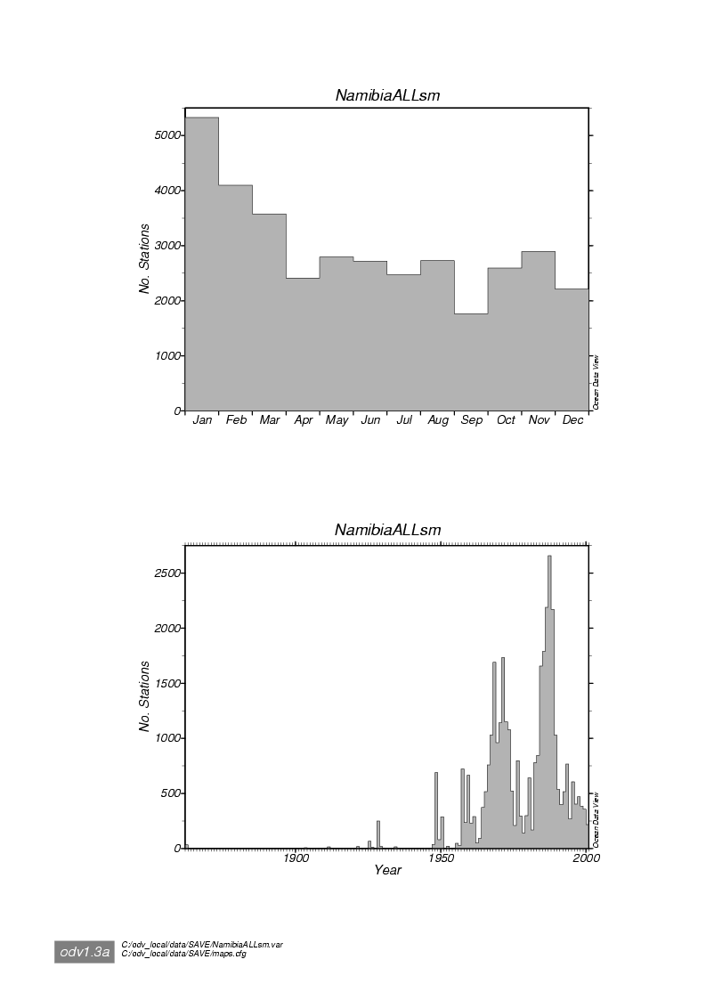 NamibiaALLsm
5000
4000
3000
2000
1000
0
No. Stations
Jan Feb Mar Apr May Jun Jul Aug Sep Oct Nov Dec
Ocean Data View
NamibiaALLsm
2500
2000
1500
1000
500
0
No. Stations
1900 1950 2000
Year
Ocean Data View
odv1.3a
C:/odv_local/data/SAVE/NamibiaALLsm.var
C:/odv_local/data/SAVE/maps.cfg